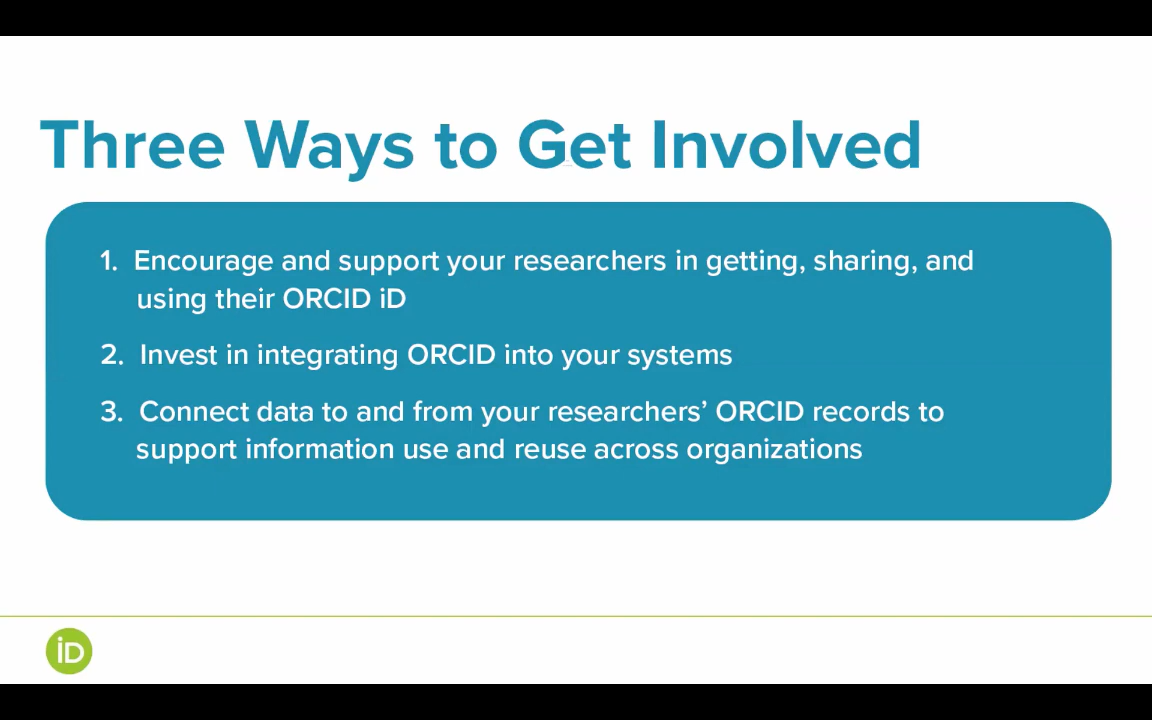 Three Ways to Get Involved
1. Encourage and support your researchers in getting, sharing, and
using their ORCID iD
2. Invest in integrating ORCID into your systems
3. Connect data to and from your researchers’ ORCID records to
support information use and reuse across organizations
iD